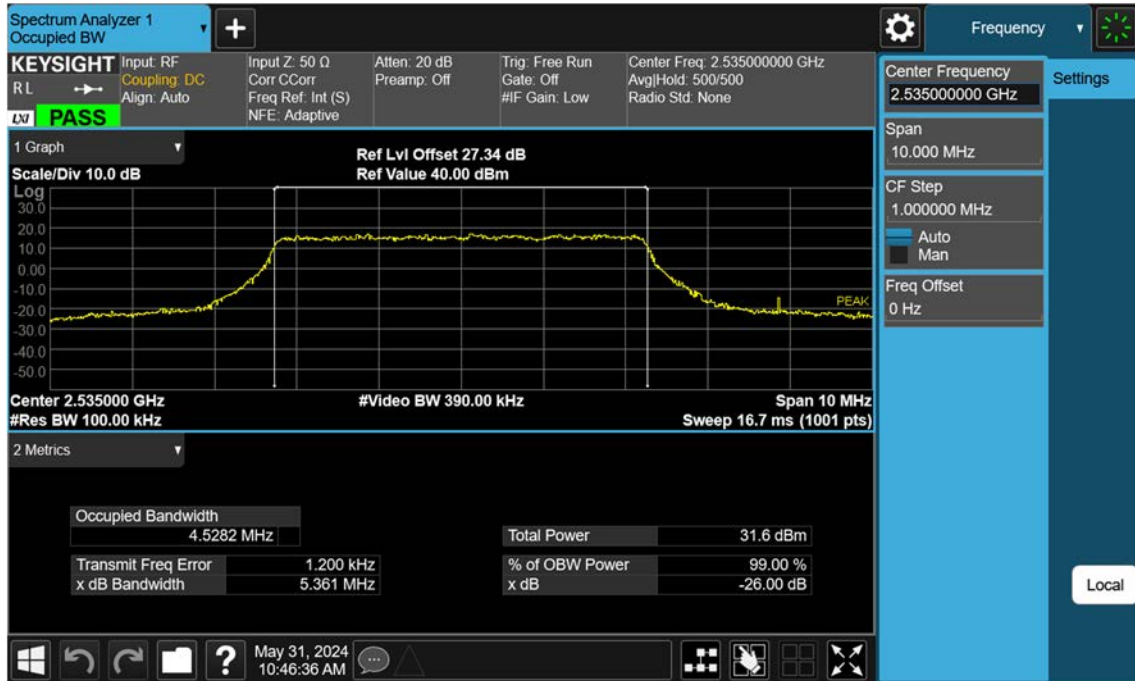 Spectrum Analyzer 1
Occupied BW
+
Frequency
KEYSIGHT
R L
LXI
PASS
Input: RF
Coupling: DC
Align: Auto
Input Z: 50 Ω
Corr CCorr
Freq Ref: Int (S)
NFE: Adaptive
Atten: 20 dB
Preamp: Off
Trig: Free Run
Gate: Off
#IF Gain: Low
Center Freq: 2.535000000 GHz
Avg|Hold: 500/500
Radio Std: None
Center Frequency
2.535000000 GHz
Settings
Span
10.000 MHz
CF Step
1.000000 MHz
Auto
Man
Freq Offset
0 Hz
Local
1 Graph
Scale/Div 10.0 dB
Ref Lvl Offset 27.34 dB
Ref Value 40.00 dBm
Log
30.0
20.0
10.0
0.00
-10.0
-20.0
-30.0
-40.0
-50.0
PEAK
Center 2.535000 GHz
#Video BW 390.00 kHz
Span 10 MHz
#Res BW 100.00 kHz
Sweep 16.7 ms (1001 pts)
2 Metrics
Occupied Bandwidth
4.5282 MHz
Total Power 31.6 dBm
Transmit Freq Error 1.200 kHz
% of OBW Power 99.00 %
x dB Bandwidth 5.361 MHz
x dB -26.00 dB
?
May 31, 2024
10:46:36 AM